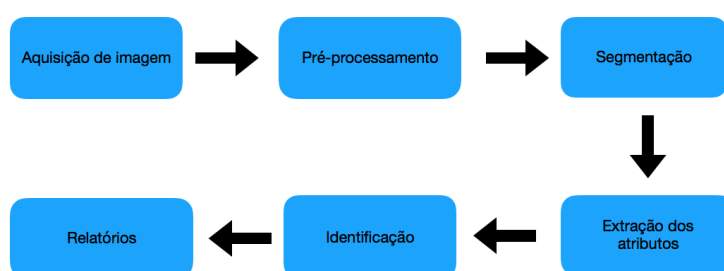 Aquisição de imagem
Pré-processamento
Segmentação
Extração dos
atributos
Identificação
Relatórios